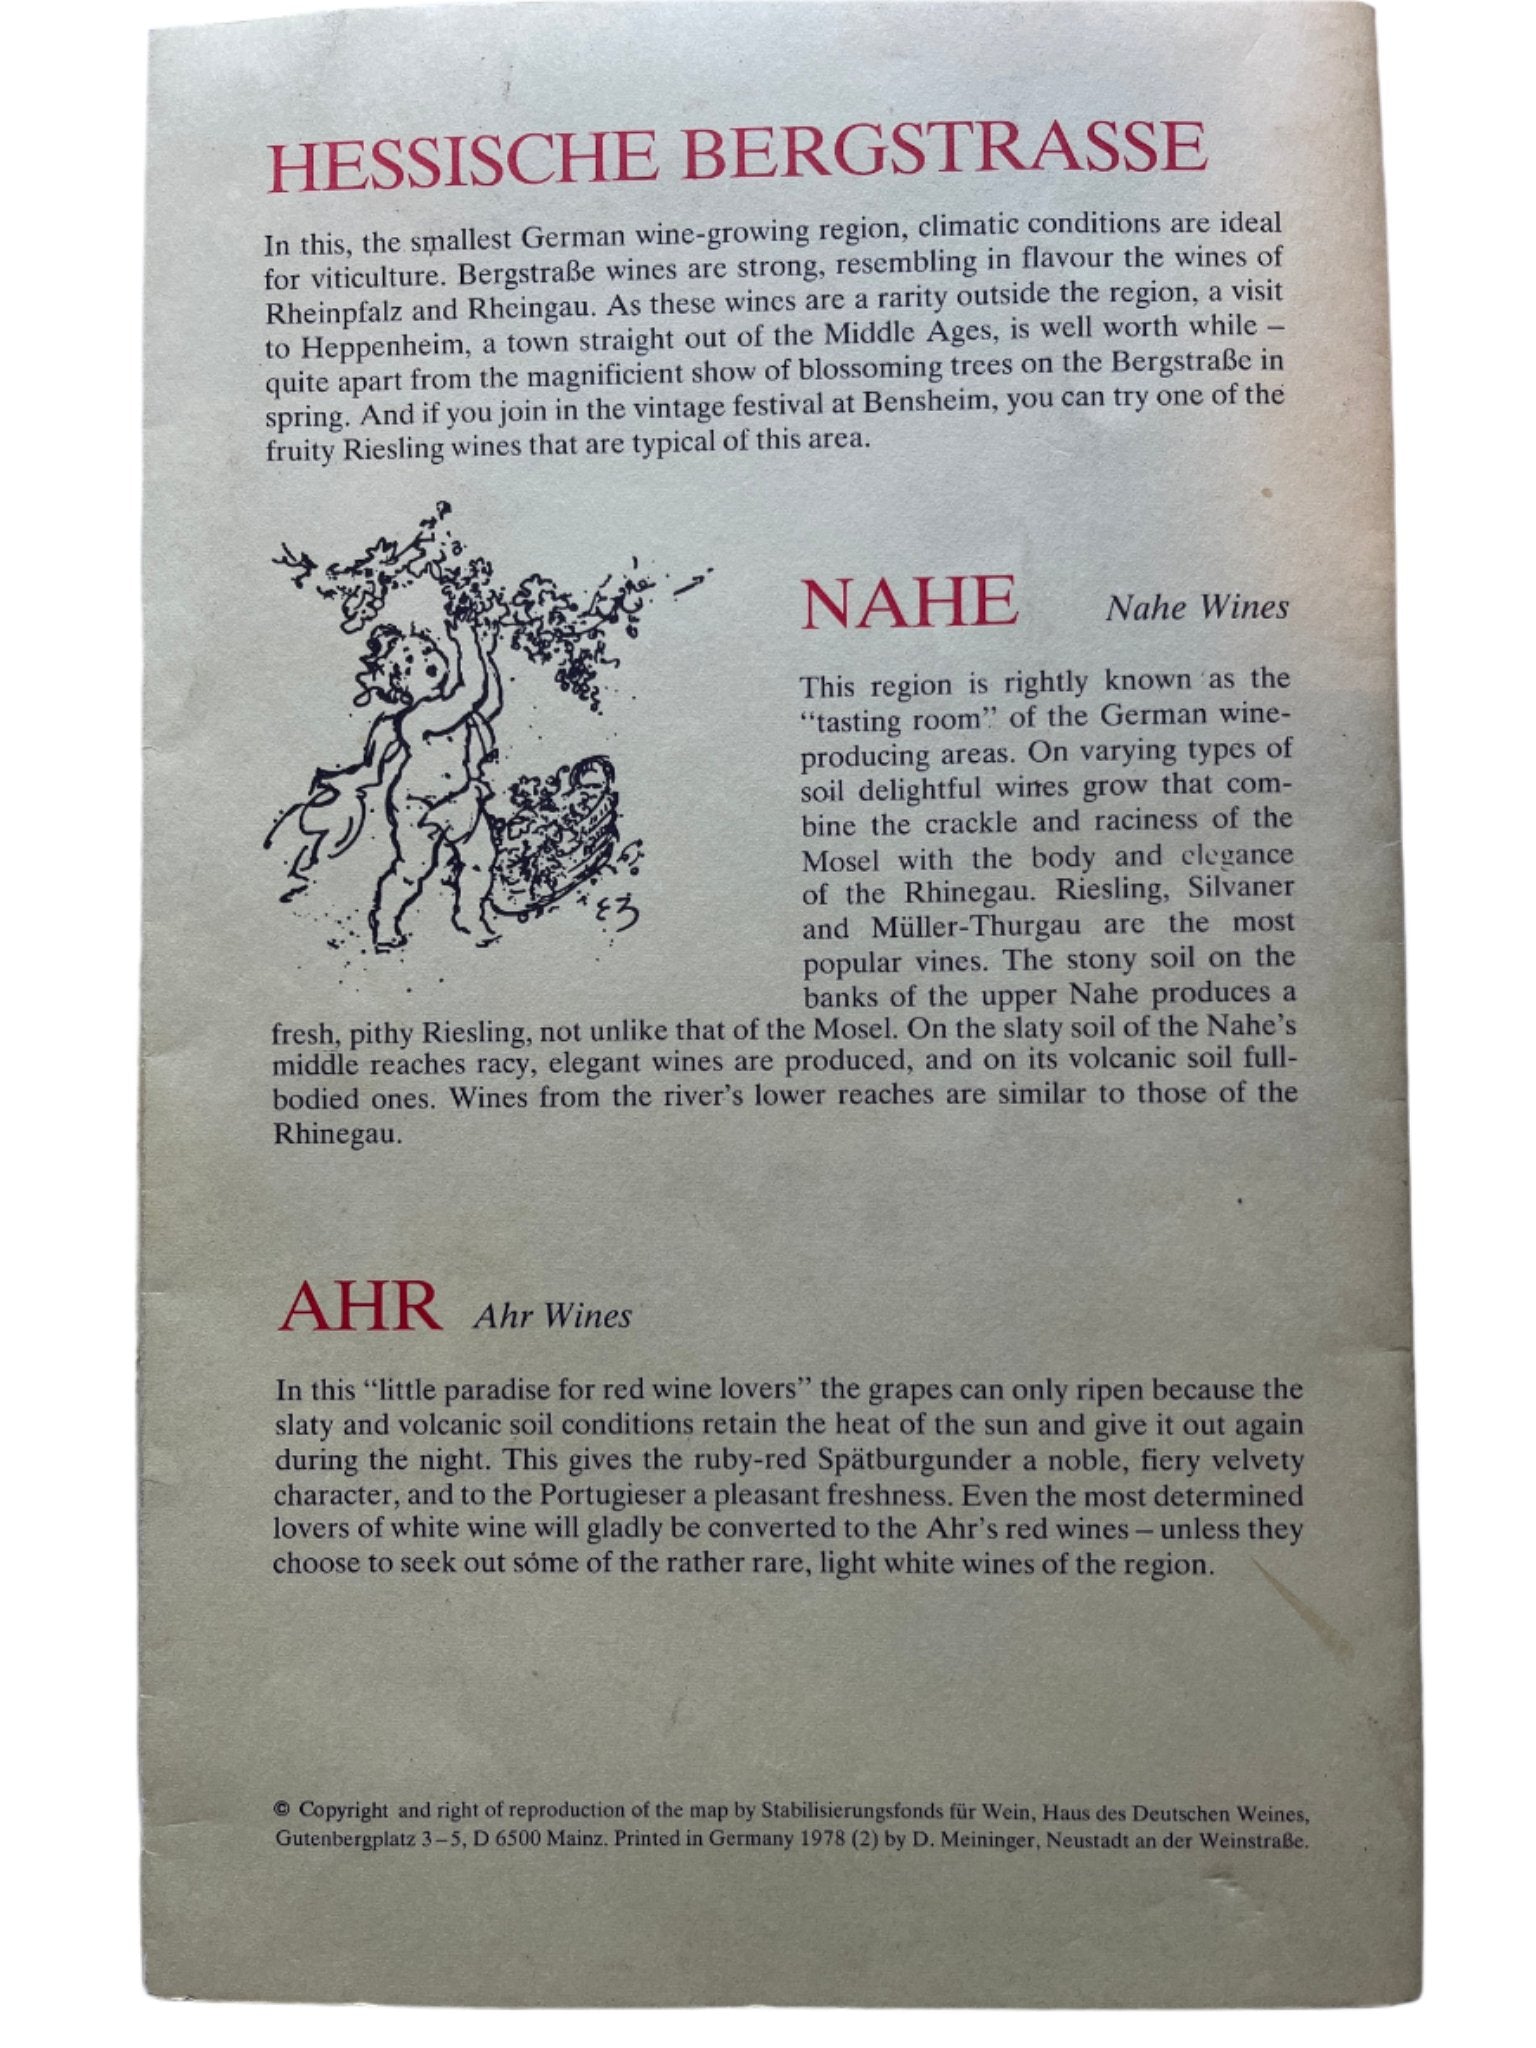 HESSISCHE BERGSTRASSE
In this, the smallest German wine-growing region, climatic conditions are ideal
for viticulture. Bergstraße wines are strong, resembling in flavour the wines of
Rheinpfalz and Rheingau. As these wines are a rarity outside the region, a visit
to Heppenheim, a town straight out of the Middle Ages, is well worth while –
quite apart from the magnificient show of blossoming trees on the Bergstraße in
spring. And if you join in the vintage festival at Bensheim, you can try one of the
fruity Riesling wines that are typical of this area.
NAHE Nahe Wines
This region is rightly known as the
“tasting room” of the German wine-
producing areas. On varying types of
soil delightful wines grow that com-
bine the crackle and raciness of the
Mosel with the body and elegance
of the Rhinegau. Riesling, Silvaner
and Müller-Thurgau are the most
popular vines. The stony soil on the
banks of the upper Nahe produces a
fresh, pithy Riesling, not unlike that of the Mosel. On the slaty soil of the Nahe’s
middle reaches racy, elegant wines are produced, and on its volcanic soil full-
bodied ones. Wines from the river’s lower reaches are similar to those of the
Rhinegau.
AHR Ahr Wines
In this “little paradise for red wine lovers” the grapes can only ripen because the
slaty and volcanic soil conditions retain the heat of the sun and give it out again
during the night. This gives the ruby-red Spätburgunder a noble, fiery velvety
character, and to the Portugieser a pleasant freshness. Even the most determined
lovers of white wine will gladly be converted to the Ahr’s red wines – unless they
choose to seek out some of the rather rare, light white wines of the region.
© Copyright and right of reproduction of the map by Stabilisierungsfonds für Wein, Haus des Deutschen Weines,
Gutenbergplatz 3–5, D 6500 Mainz. Printed in Germany 1978 (2) by D. Meininger, Neustadt an der Weinstraße.